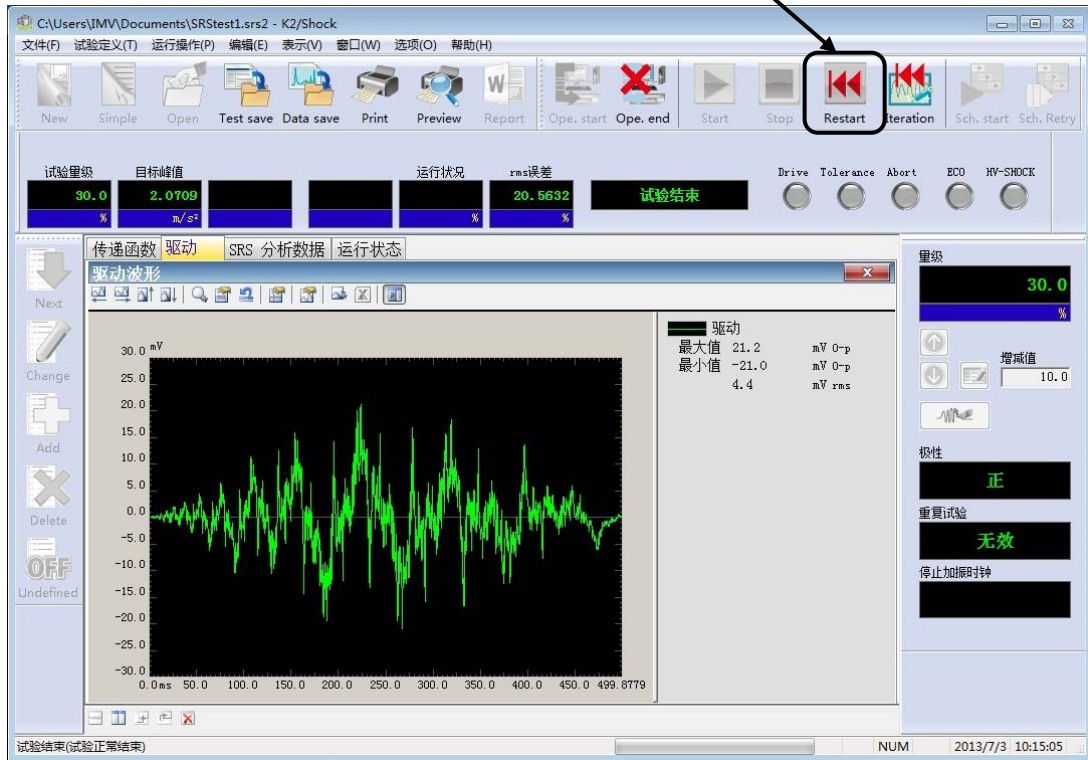 C:\Users\IMV\Documents\SRStest1.srs2 - K2/Shock
文件(F) 试验定义(T) 运行操作(P) 编辑(E) 表示(V) 窗口(W) 选项(O) 帮助(H)
New Simple Open Test save Data save Print Preview Report Ope. start Ope. end Start Stop Restart Iteration Sch. start Sch. Retry
试验量级 目标峰值 运行状况 rms误差 Drive Tolerance Abort ECO HV-SHOCK
30.0 2.0709 20.5632 试验结束
% m/s² % %
传递函数 驱动 SRS 分析数据 运行状态
驱动波形
Next
Change
Add
Delete
OFF
Undefined
30.0 mV
25.0
20.0
15.0
10.0
5.0
0.0
-5.0
-10.0
-15.0
-20.0
-25.0
-30.0
0.0ms 50.0 100.0 150.0 200.0 250.0 300.0 350.0 400.0 450.0 499.8779
驱动
最大值 21.2 mV 0-p
最小值 -21.0 mV 0-p
4.4 mV rms
量级
30.0
%
增减值
10.0
极性
正
重复试验
无效
停止加振时钟
试验结束(试验正常结束) NUM 2013/7/3 10:15:05